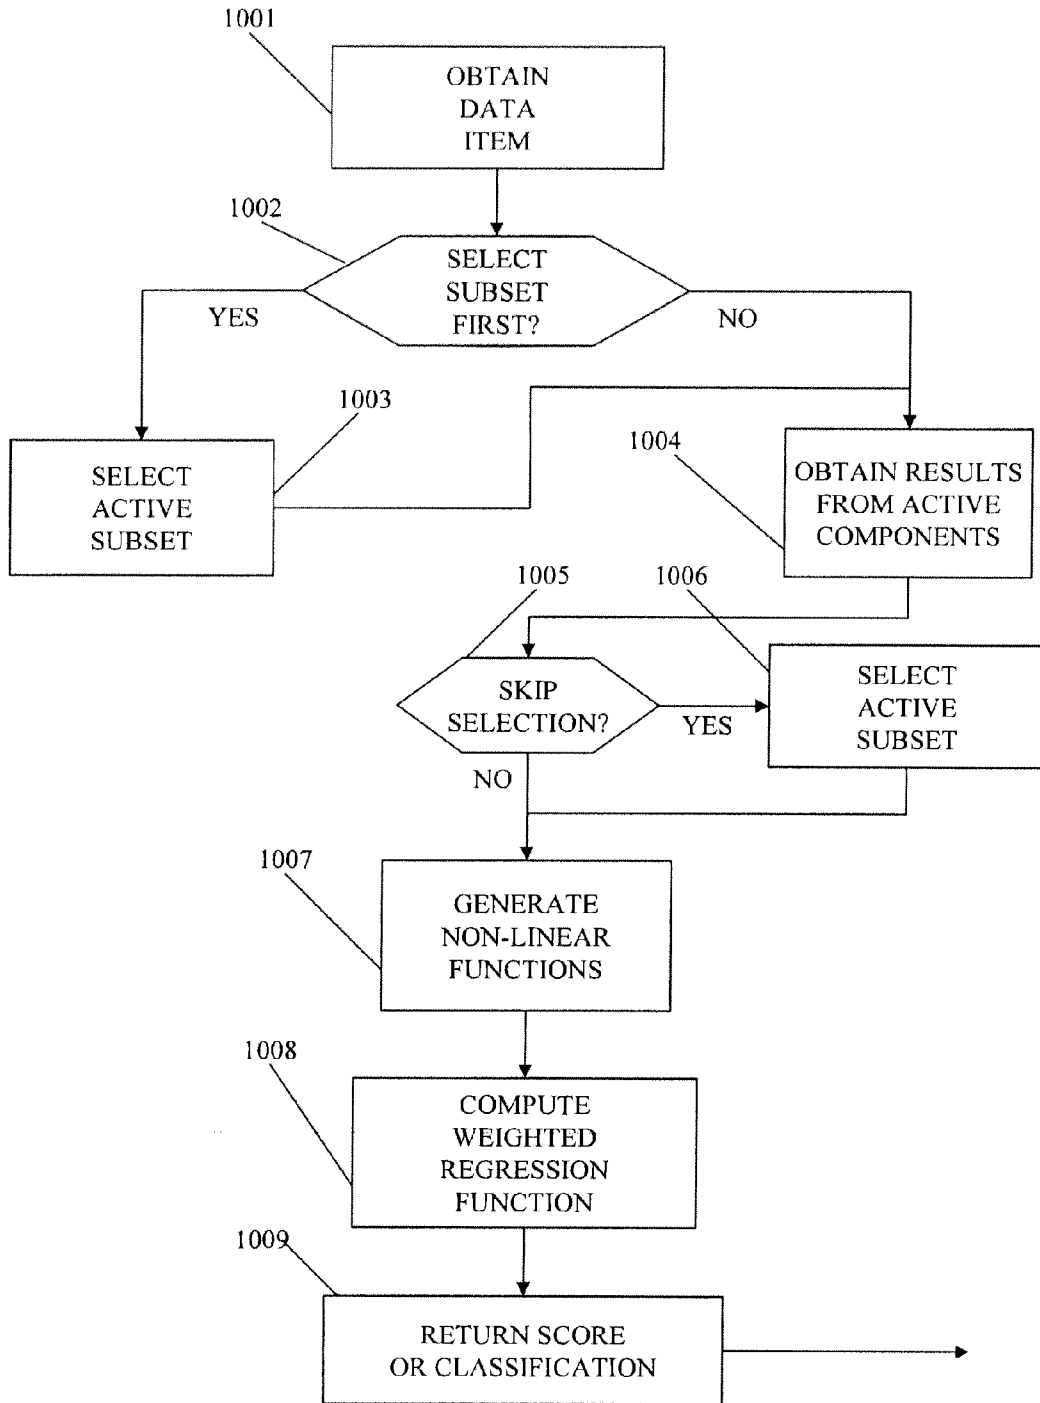 1001
OBTAIN
DATA
ITEM
1002
SELECT
SUBSET
FIRST?
YES
NO
1003
SELECT
ACTIVE
SUBSET
1004
OBTAIN RESULTS
FROM ACTIVE
COMPONENTS
1005
SKIP
SELECTION?
YES
NO
1006
SELECT
ACTIVE
SUBSET
1007
GENERATE
NON-LINEAR
FUNCTIONS
1008
COMPUTE
WEIGHTED
REGRESSION
FUNCTION
1009
RETURN SCORE
OR CLASSIFICATION